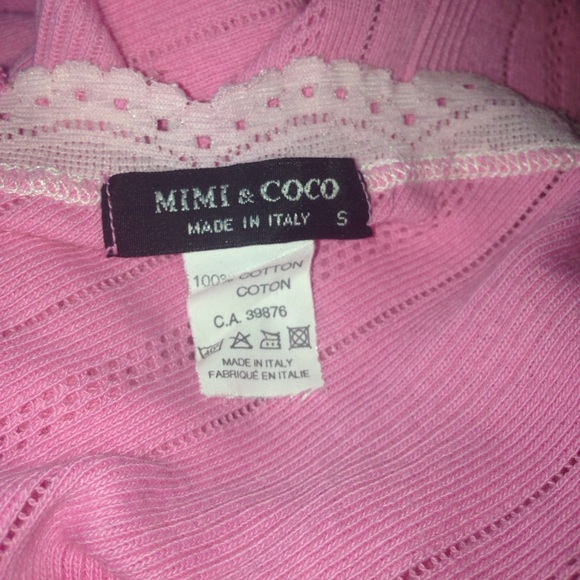 MIMI & COCO
MADE IN ITALY S
100% COTTON
COTON
C.A. 39876
MADE IN ITALY
FABRIQUÉ EN ITALIE